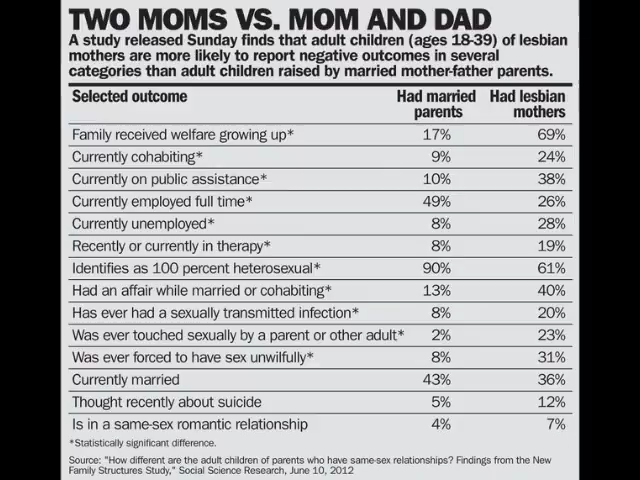 TWO MOMS VS. MOM AND DAD
A study released Sunday finds that adult children (ages 18-39) of lesbian
mothers are more likely to report negative outcomes in several
categories than adult children raised by married mother-father parents.
Selected outcome Had married parents Had lesbian mothers
Family received welfare growing up* 17% 69%
Currently cohabiting* 9% 24%
Currently on public assistance* 10% 38%
Currently employed full time* 49% 26%
Currently unemployed* 8% 28%
Recently or currently in therapy* 8% 19%
Identifies as 100 percent heterosexual* 90% 61%
Had an affair while married or cohabiting* 13% 40%
Has ever had a sexually transmitted infection* 8% 20%
Was ever touched sexually by a parent or other adult* 2% 23%
Was ever forced to have sex unwilfully* 8% 31%
Currently married 43% 36%
Thought recently about suicide 5% 12%
Is in a same-sex romantic relationship 4% 7%
*Statistically significant difference.
Source: "How different are the adult children of parents who have same-sex relationships? Findings from the New
Family Structures Study," Social Science Research, June 10, 2012